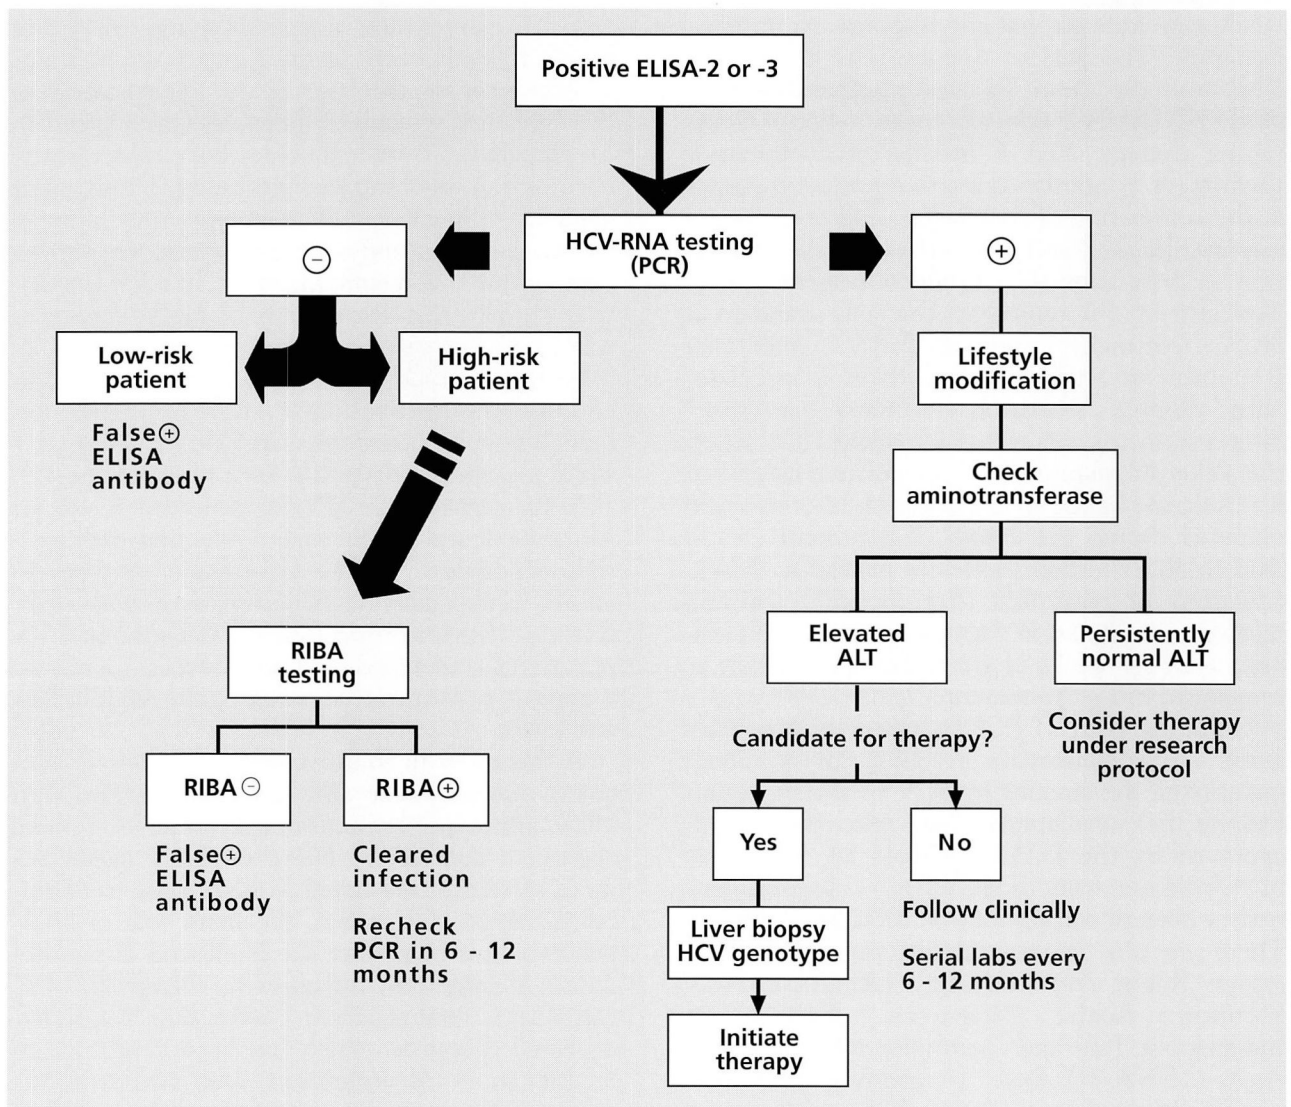 Positive ELISA-2 or -3
HCV-RNA testing
(PCR)
⊖
⊕
Low-risk
patient
High-risk
patient
False⊕
ELISA
antibody
RIBA
testing
RIBA⊖
RIBA⊕
False⊕
ELISA
antibody
Cleared
infection
Recheck
PCR in 6 - 12
months
Lifestyle
modification
Check
aminotransferase
Elevated
ALT
Persistently
normal ALT
Candidate for therapy?
Consider therapy
under research
protocol
Yes
No
Liver biopsy
HCV genotype
Follow clinically
Serial labs every
6 - 12 months
Initiate
therapy